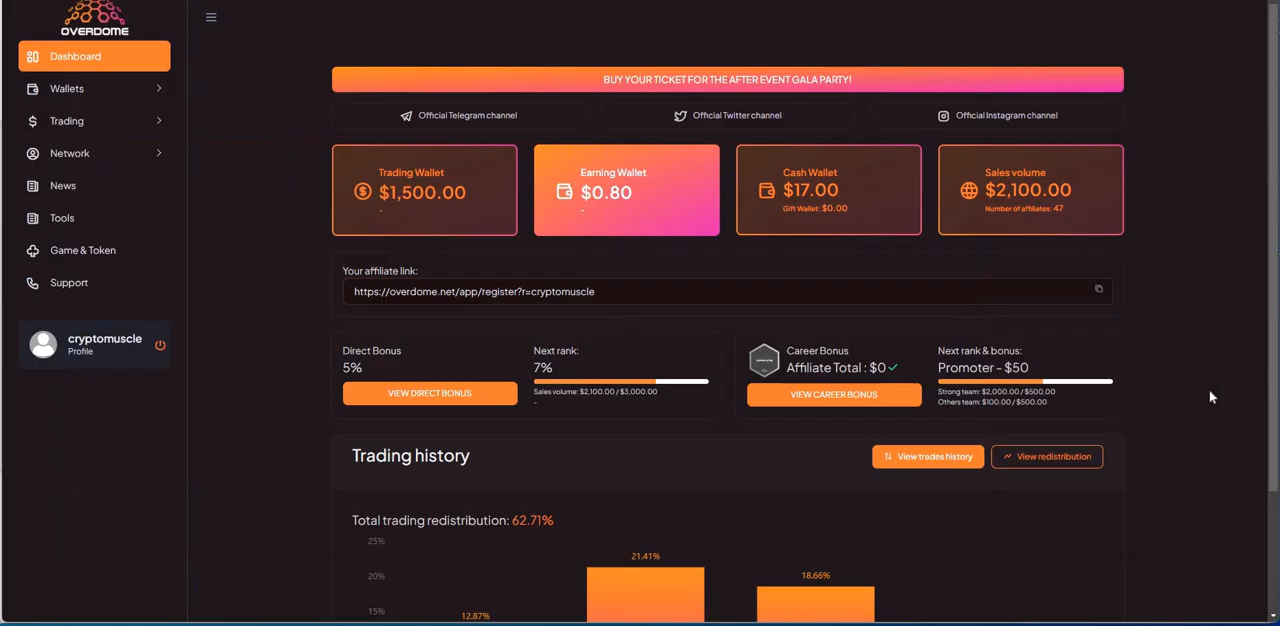 OVERDOME
Dashboard
Wallets
Trading
Network
News
Tools
Game & Token
Support
cryptomuscle
Profile
BUY YOUR TICKET FOR THE AFTER EVENT GALA PARTY!
Official Telegram channel
Official Twitter channel
Official Instagram channel
Trading Wallet
$1,500.00
-
Earning Wallet
$0.80
-
Cash Wallet
$17.00
Gift Wallet: $0.00
Sales volume
$2,100.00
Number of affiliates: 47
Your affiliate link:
https://overdome.net/app/register?r=cryptomuscle
Direct Bonus
5%
VIEW DIRECT BONUS
Next rank:
7%
Sales volume: $2,100.00 / $3,000.00
-
Career Bonus
Affiliate Total : $0
VIEW CAREER BONUS
Next rank & bonus:
Promoter - $50
Strong team: $2,000.00 / $500.00
Others team: $100.00 / $500.00
Trading history
View trades history
View redistribution
Total trading redistribution: 62.71%
25%
21.41%
20%
18.66%
15%
12.87%